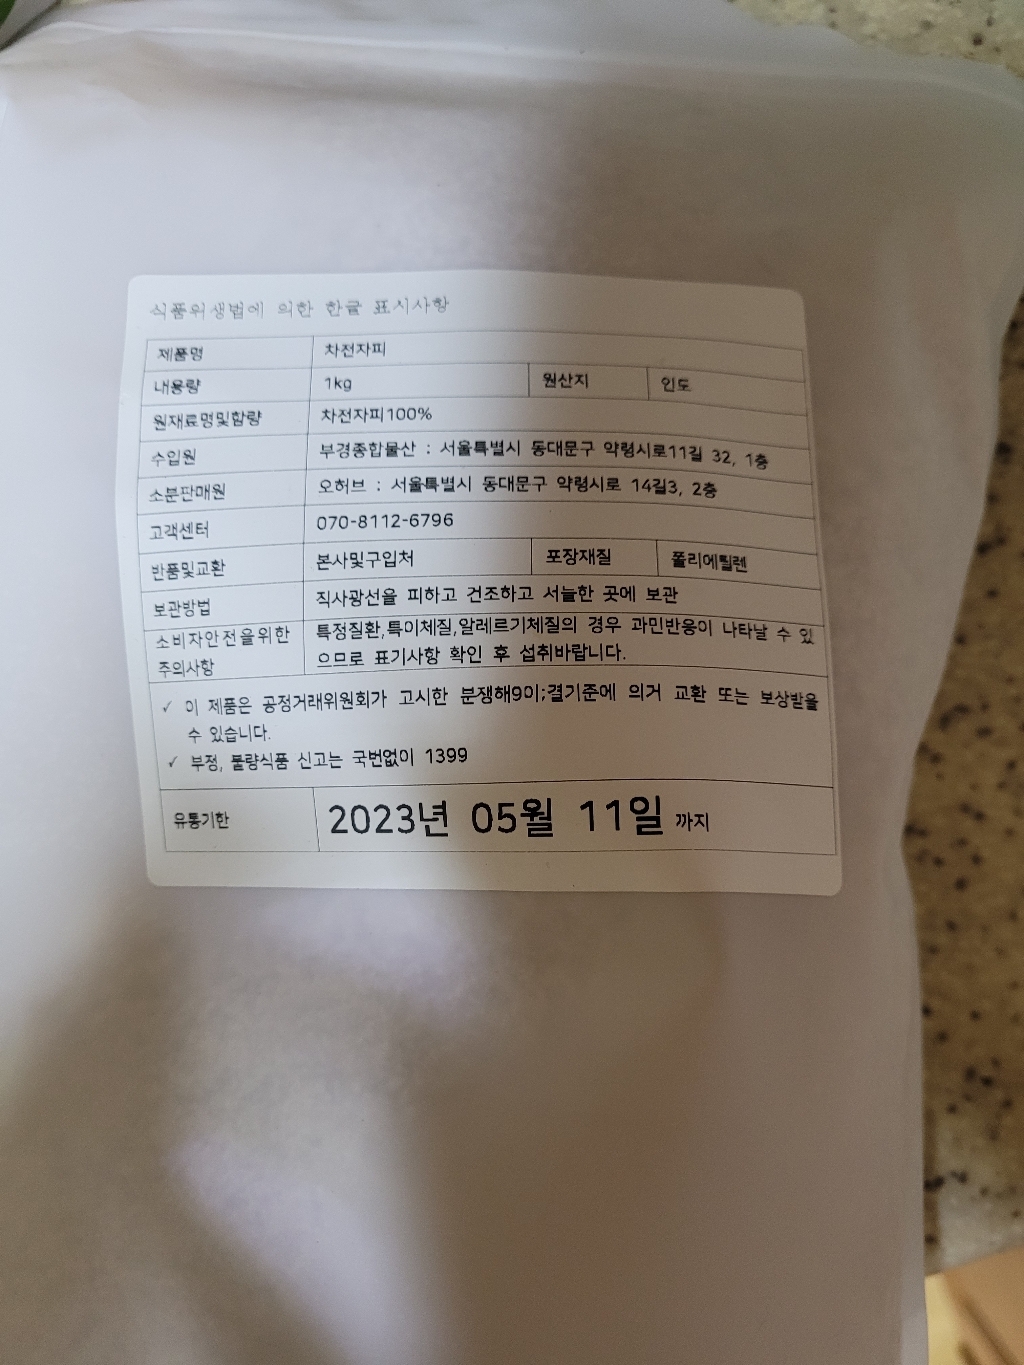 식품위생법에 의한 한글 표시사항
제품명 차전자피
내용량 1kg 원산지 인도
원재료명및함량 차전자피100%
수입원 부경종합물산 : 서울특별시 동대문구 약령시로11길 32, 1층
소분판매원 오허브 : 서울특별시 동대문구 약령시로 14길3, 2층
고객센터 070-8112-6796
반품및교환 본사및구입처 포장재질 폴리에틸렌
보관방법 직사광선을 피하고 건조하고 서늘한 곳에 보관
소비자안전을위한
주의사항
특정질환,특이체질,알레르기체질의 경우 과민반응이 나타날 수 있
으므로 표기사항 확인 후 섭취바랍니다.
✓ 이 제품은 공정거래위원회가 고시한 분쟁해9이;결기준에 의거 교환 또는 보상받을
수 있습니다.
✓ 부정, 불량식품 신고는 국번없이 1399
유통기한 2023년 05월 11일 까지